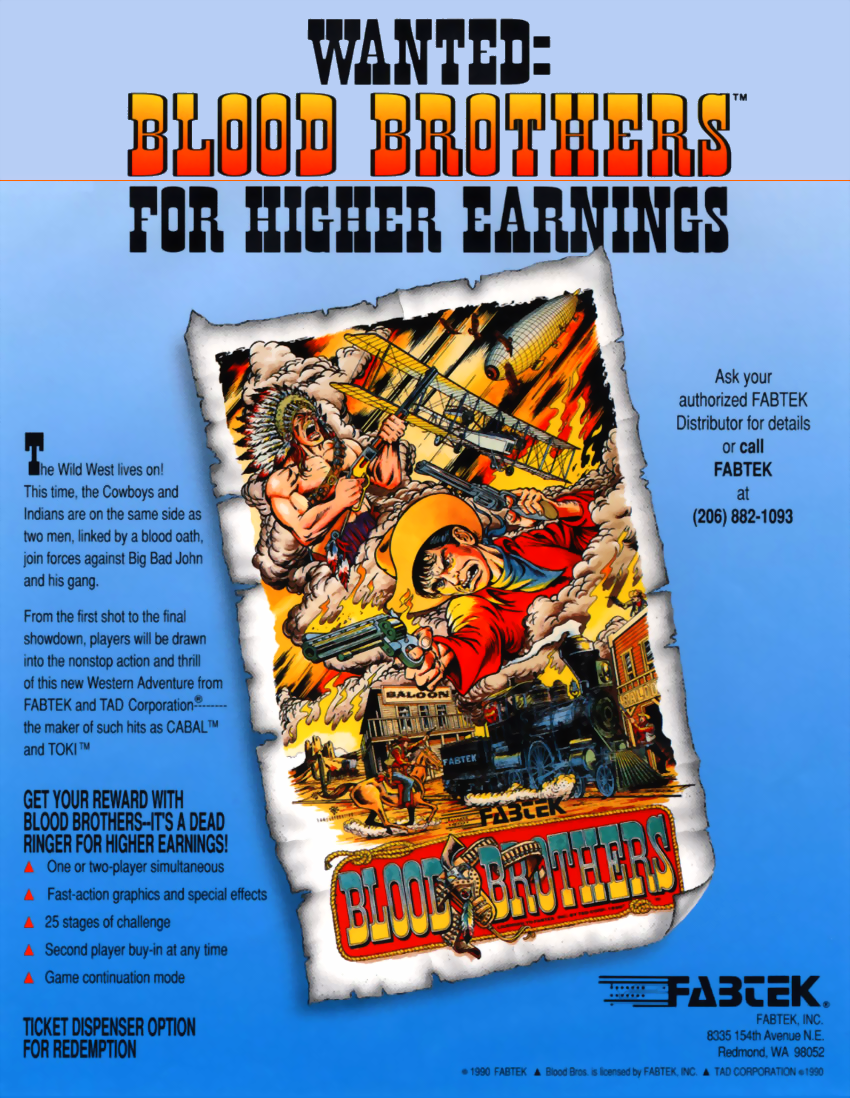 WANTED:
BLOOD BROTHERS™
FOR HIGHER EARNINGS
The Wild West lives on!
This time, the Cowboys and
Indians are on the same side as
two men, linked by a blood oath,
join forces against Big Bad John
and his gang.
From the first shot to the final
showdown, players will be drawn
into the nonstop action and thrill
of this new Western Adventure from
FABTEK and TAD Corporation®--------
the maker of such hits as CABAL™
and TOKI™
GET YOUR REWARD WITH
BLOOD BROTHERS--IT'S A DEAD
RINGER FOR HIGHER EARNINGS!
▲ One or two-player simultaneous
▲ Fast-action graphics and special effects
▲ 25 stages of challenge
▲ Second player buy-in at any time
▲ Game continuation mode
TICKET DISPENSER OPTION
FOR REDEMPTION
Ask your
authorized FABTEK
Distributor for details
or call
FABTEK
at
(206) 882-1093
SALOON
FABTEK
FABTEK
BLOOD BROTHERS
FABTEK®
FABTEK, INC.
8335 154th Avenue N.E.
Redmond, WA 98052
© 1990 FABTEK ▲ Blood Bros. is licensed by FABTEK, INC. ▲ TAD CORPORATION © 1990